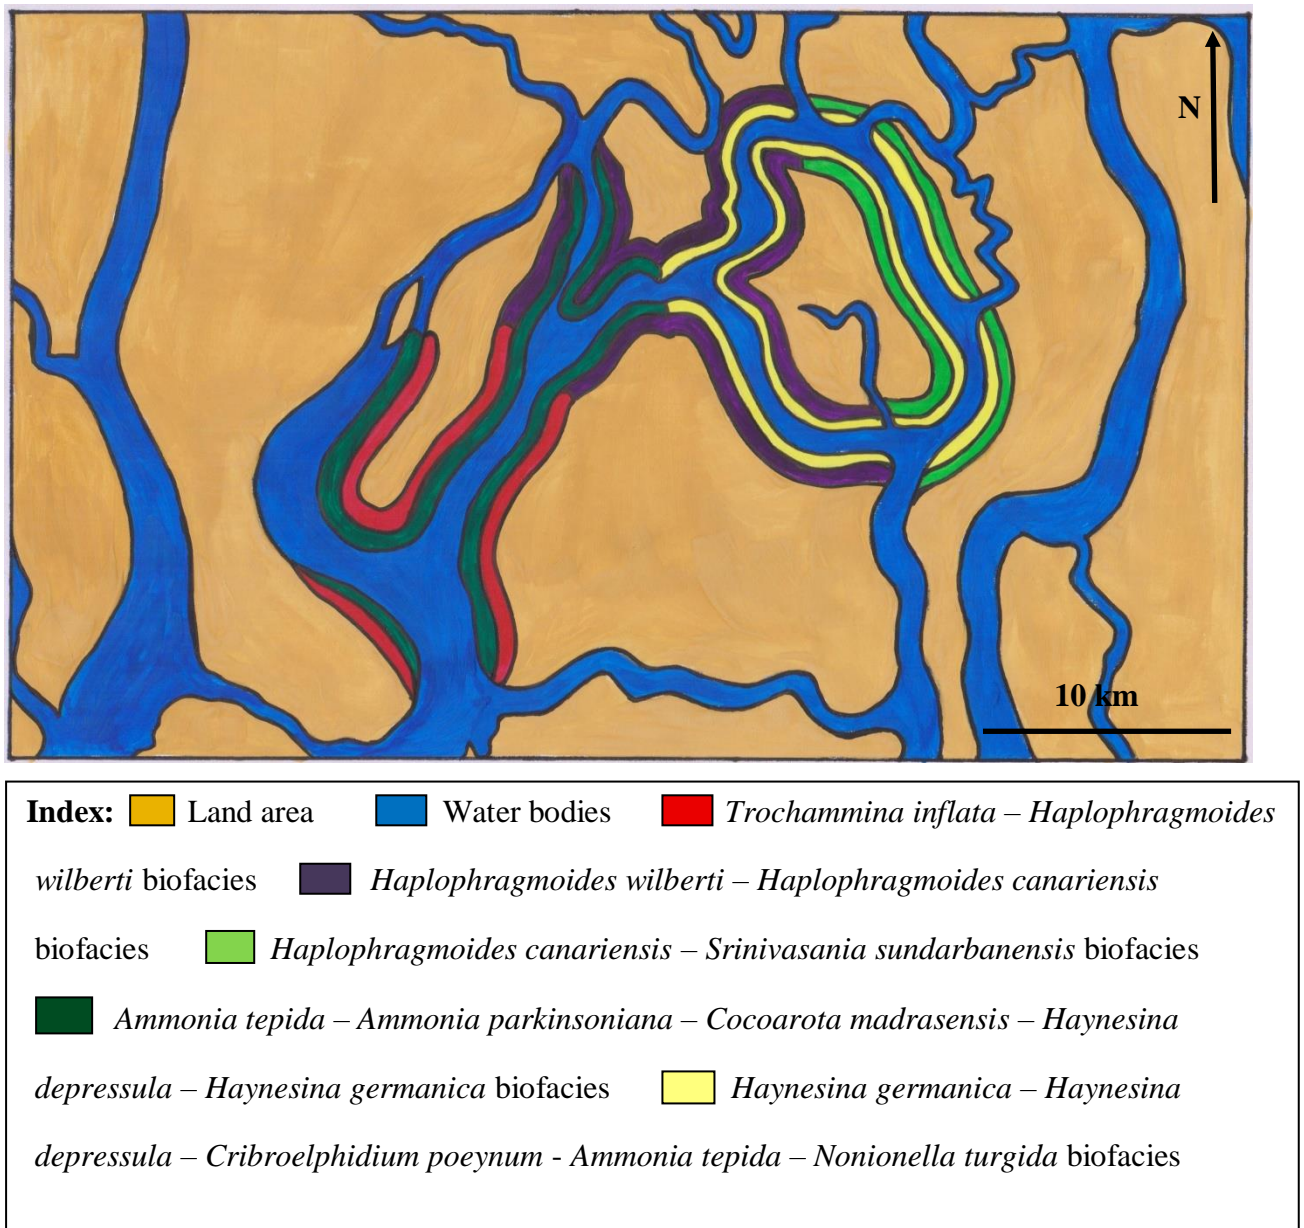 N
10 km
Index: Land area Water bodies Trochammina inflata – Haplophragmoides
wilberti biofacies Haplophragmoides wilberti – Haplophragmoides canariensis
biofacies Haplophragmoides canariensis – Srinivasania sundarbanensis biofacies
Ammonia tepida – Ammonia parkinsoniana – Cocoarota madrasensis – Haynesina
depressula – Haynesina germanica biofacies Haynesina germanica – Haynesina
depressula – Cribroelphidium poeynum - Ammonia tepida – Nonionella turgida biofacies